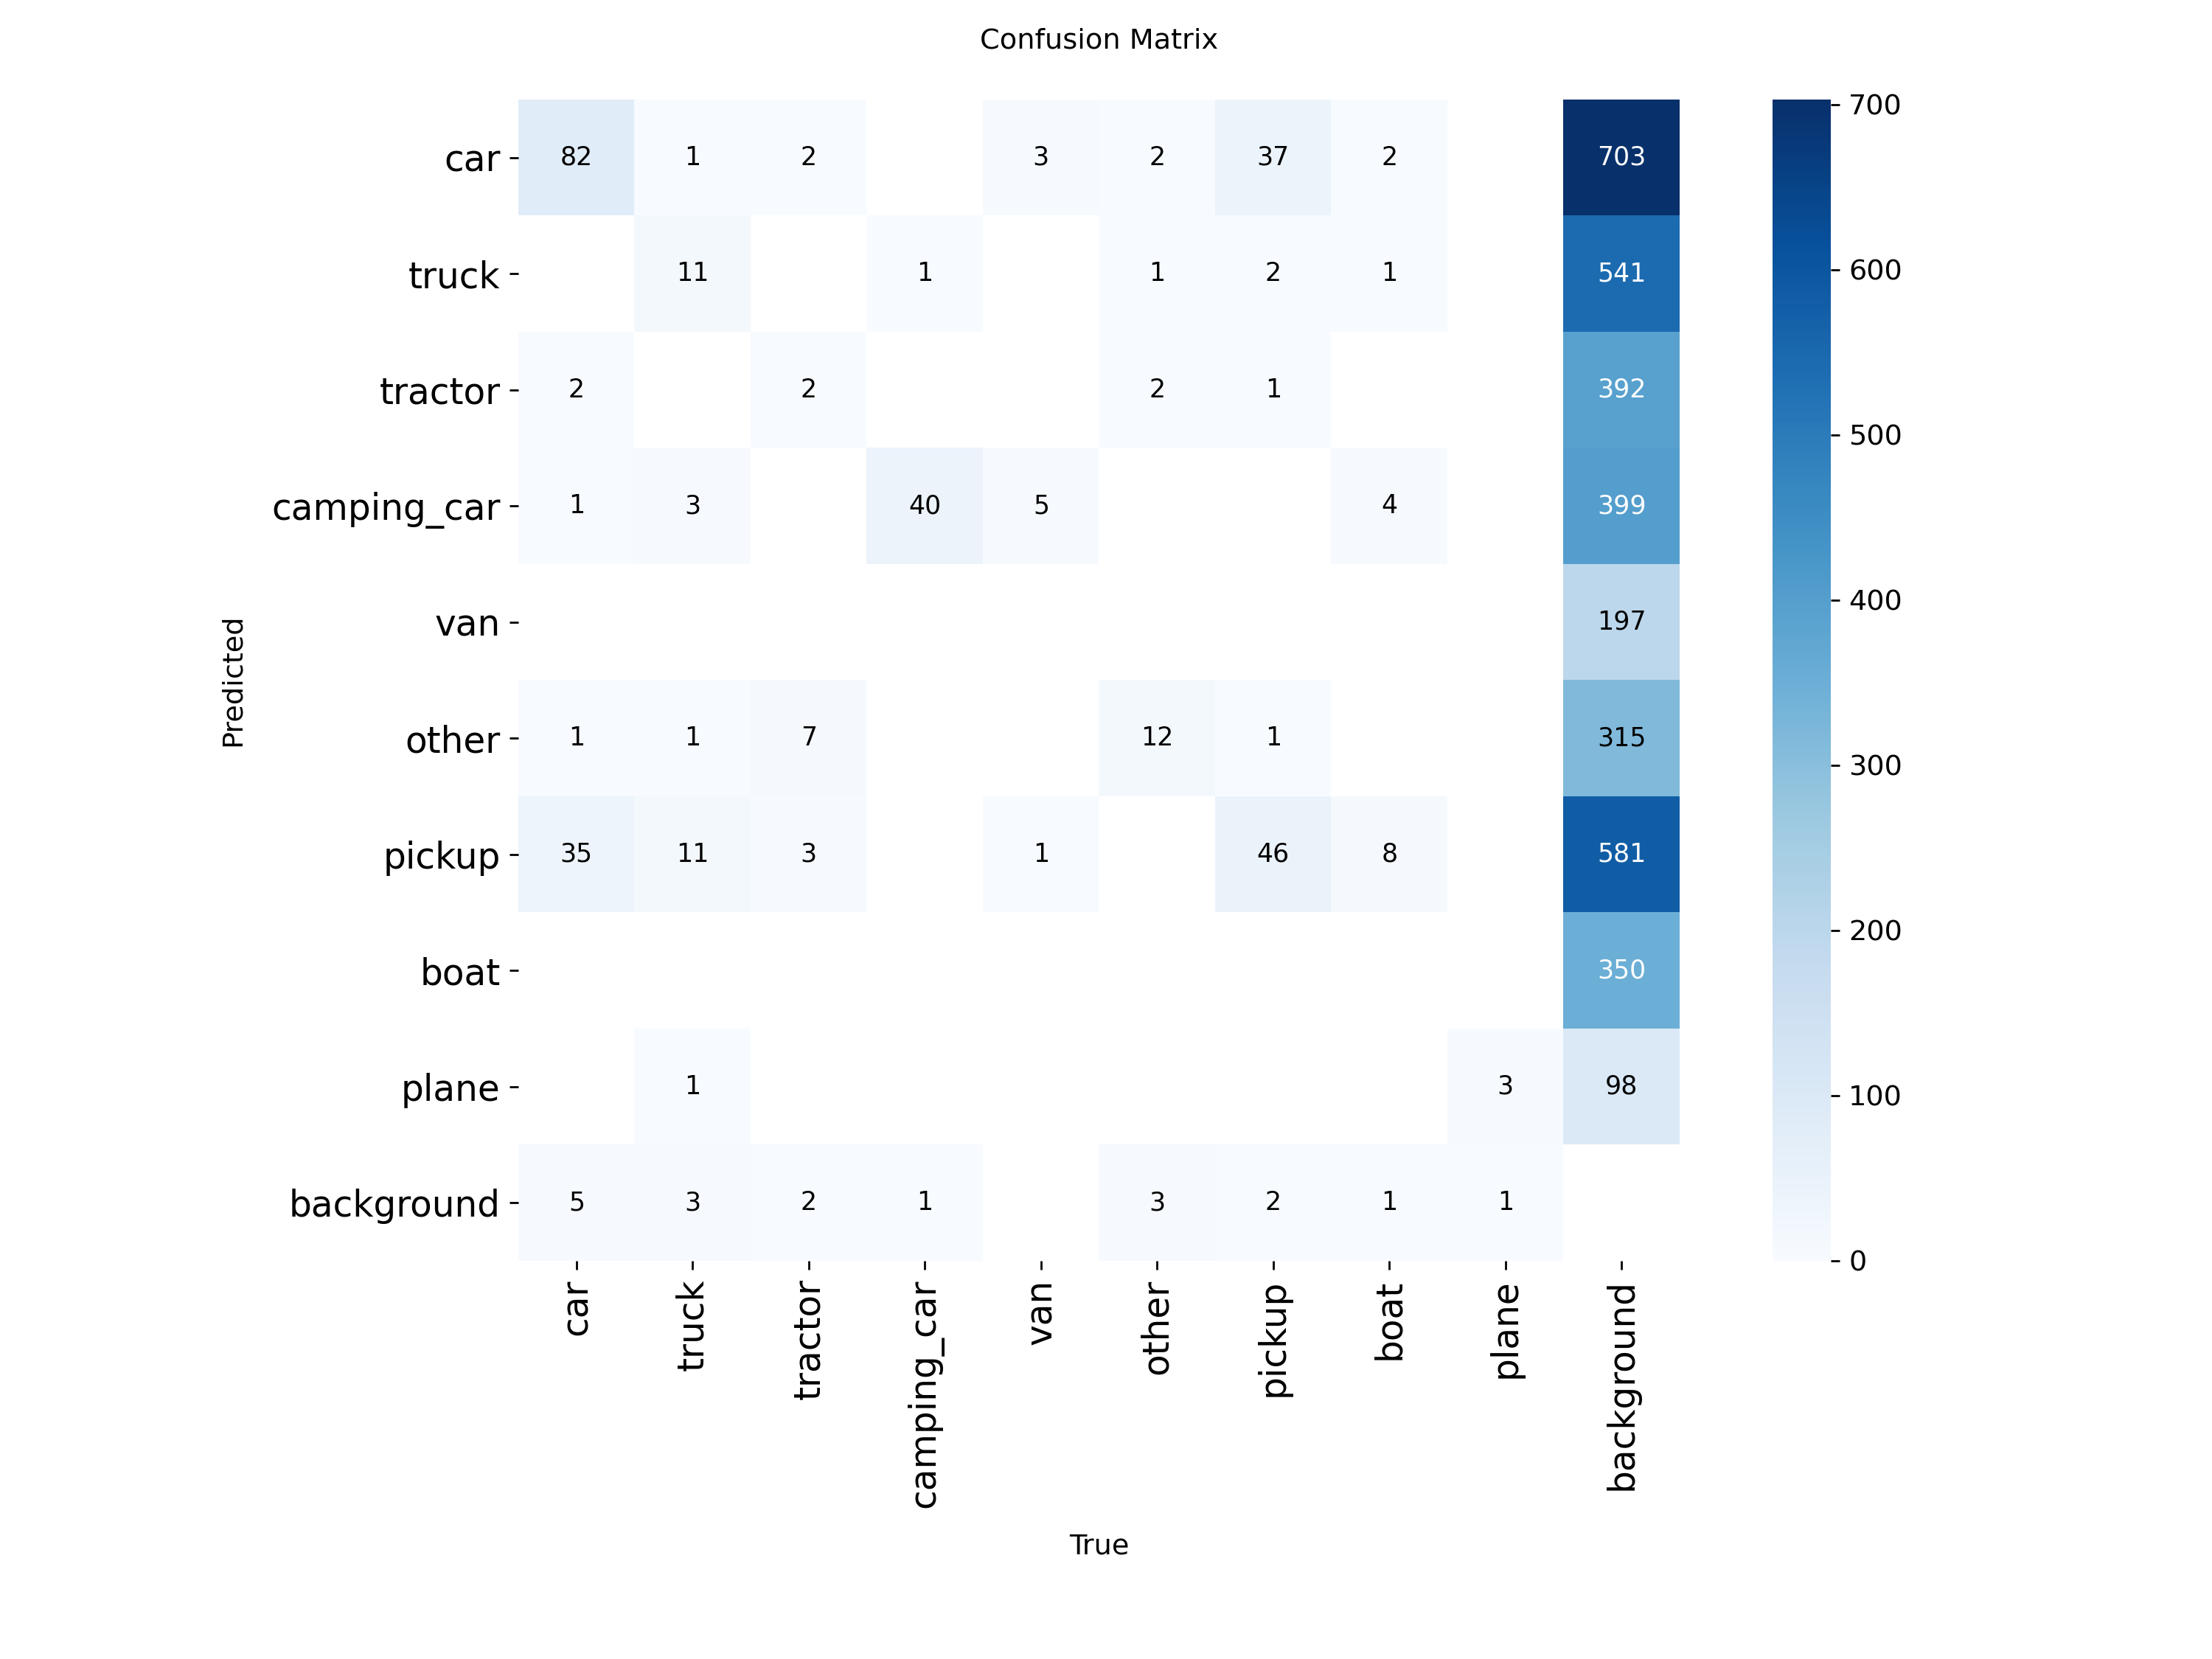 Confusion Matrix
car 82 1 2 3 2 37 2 703
truck 11 1 1 2 1 541
tractor 2 2 2 1 392
camping_car 1 3 40 5 4 399
van 197
other 1 1 7 12 1 315
pickup 35 11 3 1 46 8 581
boat 350
plane 1 3 98
background 5 3 2 1 3 2 1 1
Predicted
car truck tractor camping_car van other pickup boat plane background
True
700
600
500
400
300
200
100
0